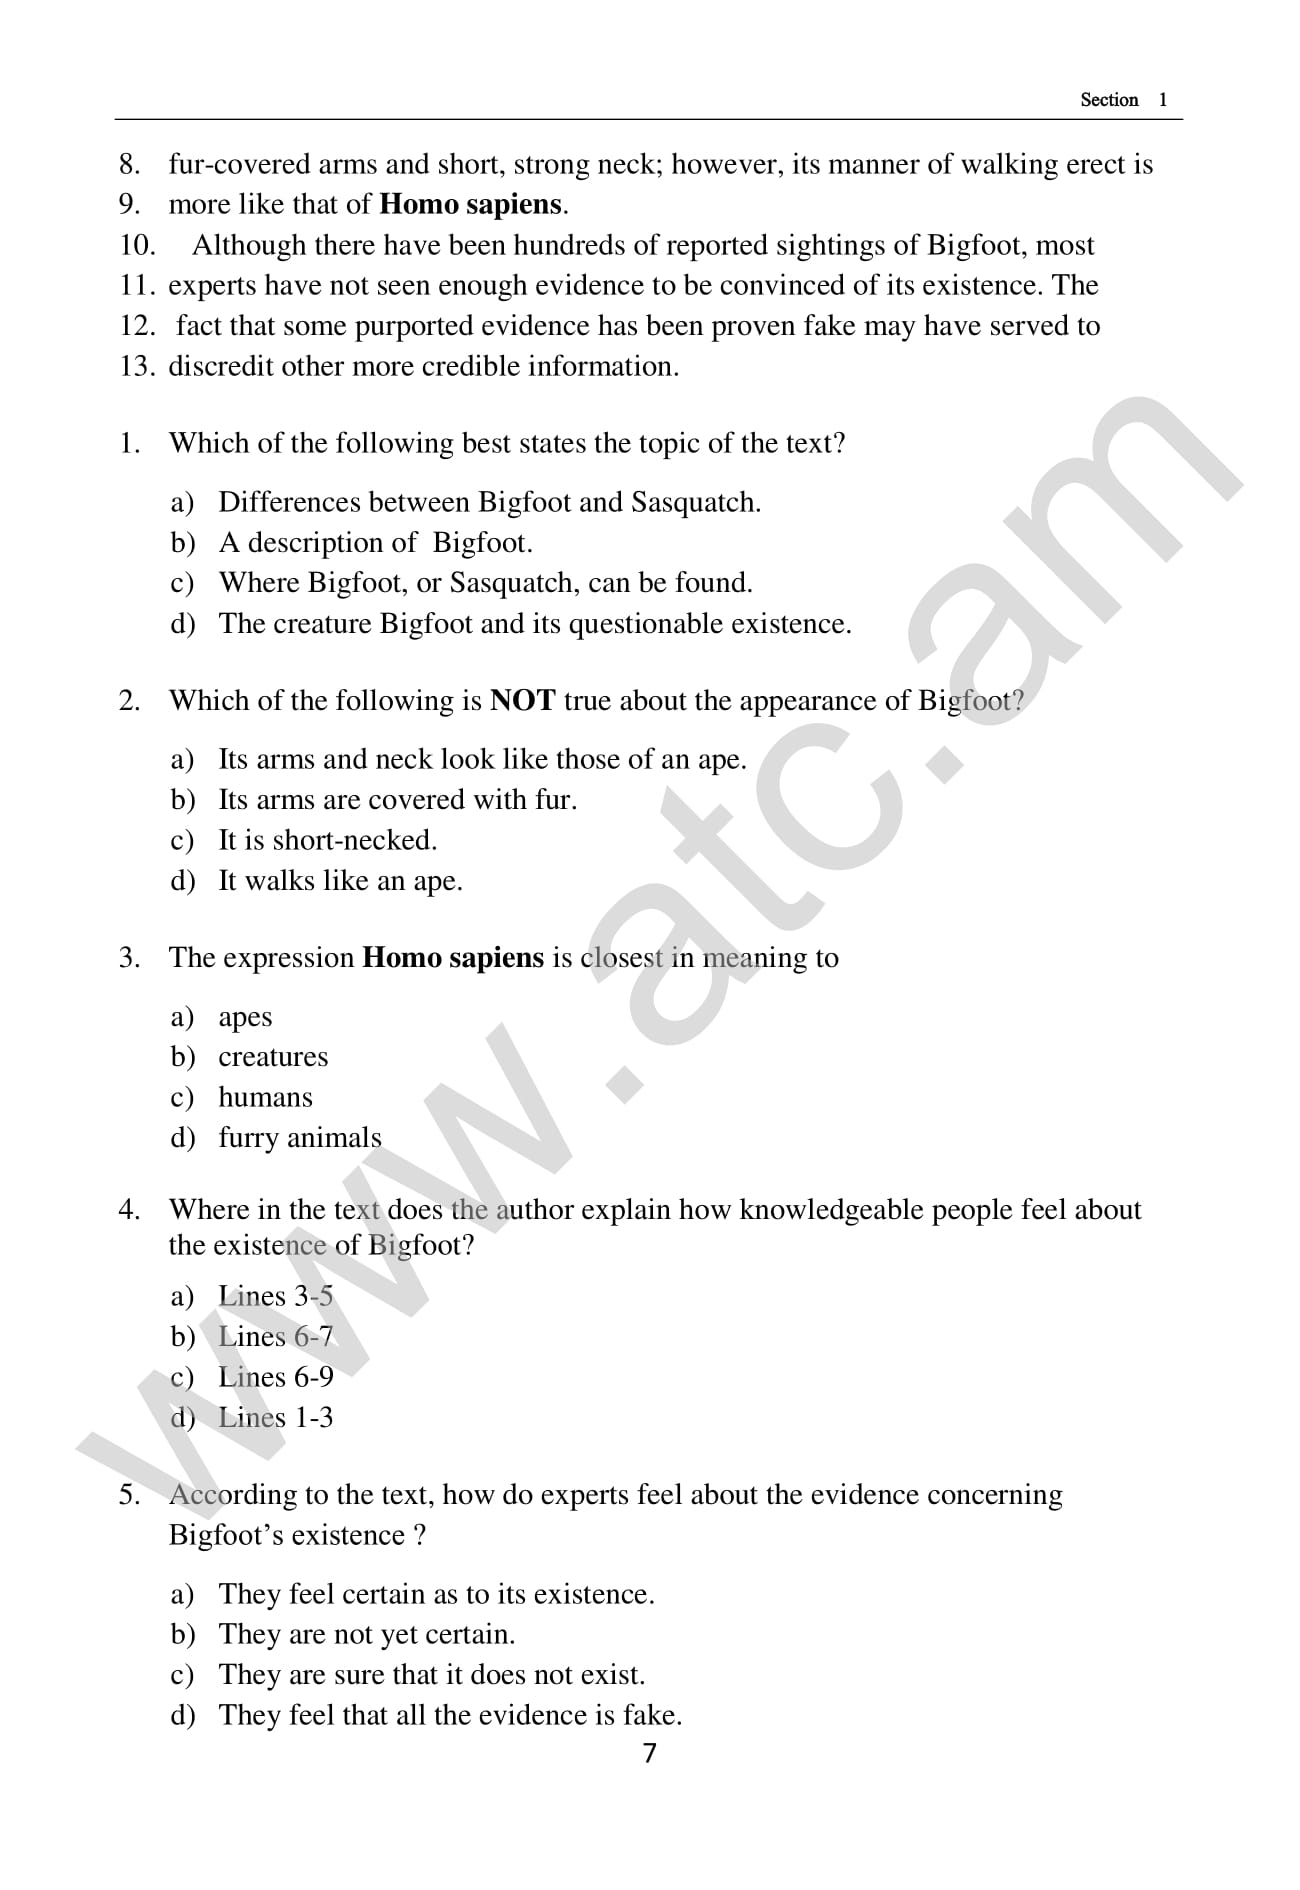 Section 1
8. fur-covered arms and short, strong neck; however, its manner of walking erect is
9. more like that of Homo sapiens.
10. Although there have been hundreds of reported sightings of Bigfoot, most
11. experts have not seen enough evidence to be convinced of its existence. The
12. fact that some purported evidence has been proven fake may have served to
13. discredit other more credible information.
1. Which of the following best states the topic of the text?
a) Differences between Bigfoot and Sasquatch.
b) A description of Bigfoot.
c) Where Bigfoot, or Sasquatch, can be found.
d) The creature Bigfoot and its questionable existence.
2. Which of the following is NOT true about the appearance of Bigfoot?
a) Its arms and neck look like those of an ape.
b) Its arms are covered with fur.
c) It is short-necked.
d) It walks like an ape.
3. The expression Homo sapiens is closest in meaning to
a) apes
b) creatures
c) humans
d) furry animals
4. Where in the text does the author explain how knowledgeable people feel about
the existence of Bigfoot?
a) Lines 3-5
b) Lines 6-7
c) Lines 6-9
d) Lines 1-3
5. According to the text, how do experts feel about the evidence concerning
Bigfoot’s existence ?
a) They feel certain as to its existence.
b) They are not yet certain.
c) They are sure that it does not exist.
d) They feel that all the evidence is fake.
7
www.atc.am